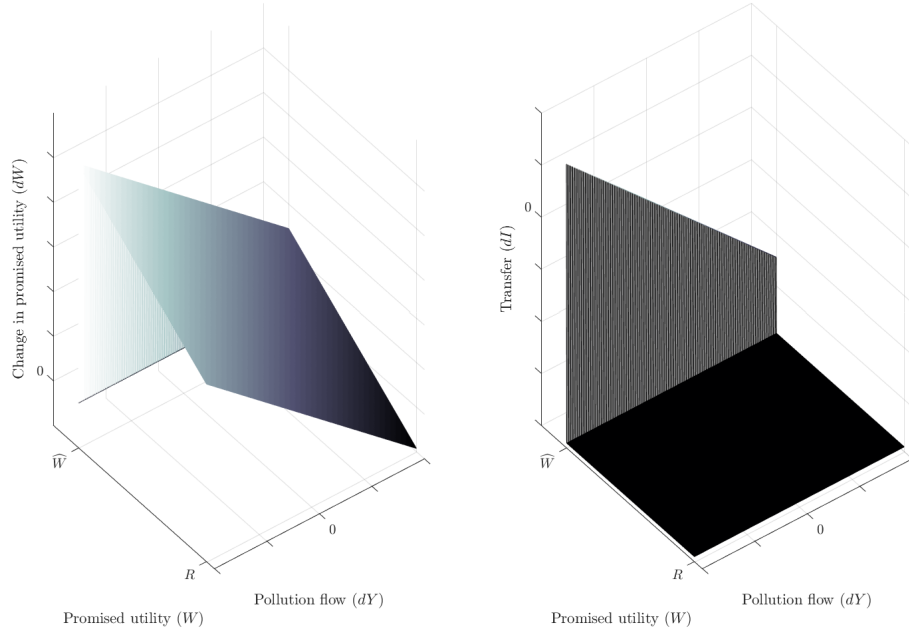 Change in promised utility (dW)
0
Ŵ
R
0
Pollution flow (dY)
Promised utility (W)
Transfer (dI)
0
Ŵ
R
0
Pollution flow (dY)
Promised utility (W)